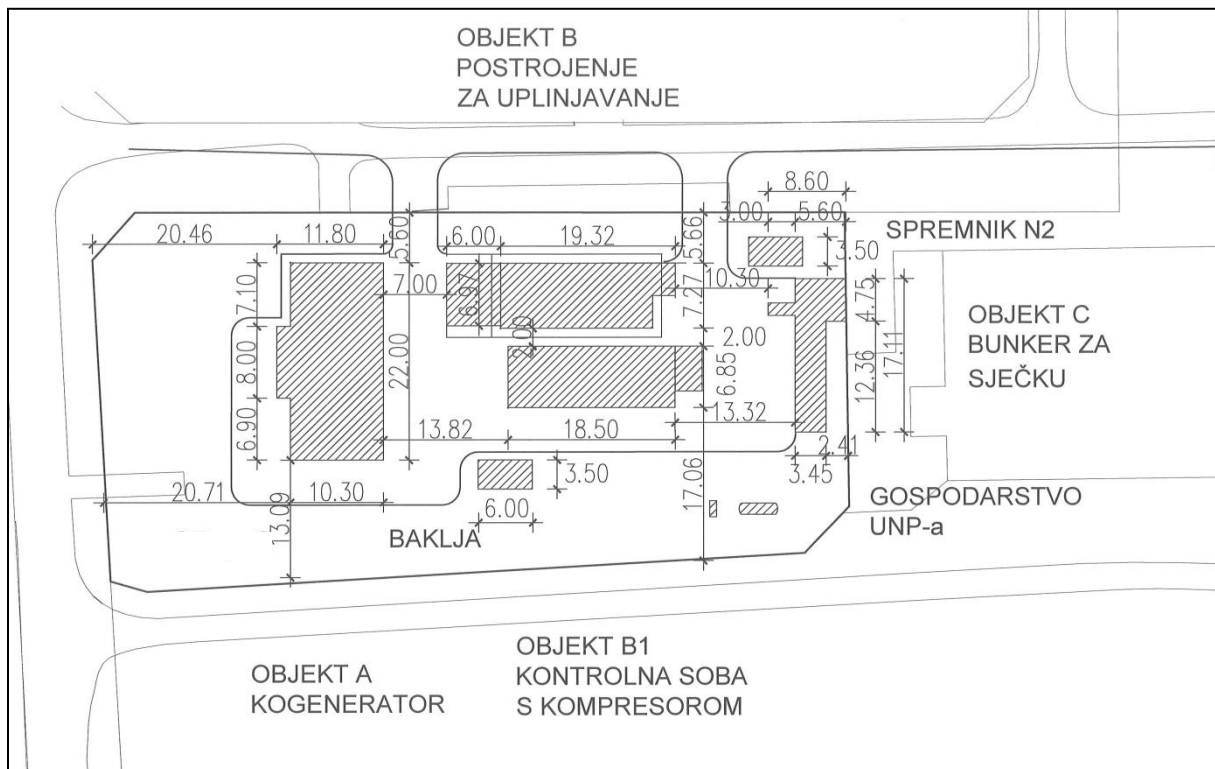 OBJEKT B
POSTROJENJE
ZA UPLINJAVANJE
8.60
3.00
5.60
SPREMNIK N2
20.46
11.80
5.60
6.00
19.32
5.66
3.50
7.10
7.00
6.97
10.30
7.27
4.75
OBJEKT C
BUNKER ZA
SJEČKU
2.00
2.00
8.00
22.00
6.85
12.36
17.11
6.90
13.82
18.50
13.32
2.41
3.45
3.50
20.71
10.30
13.09
6.00
17.06
GOSPODARSTVO
UNP-a
BAKLJA
OBJEKT A
KOGENERATOR
OBJEKT B1
KONTROLNA SOBA
S KOMPRESOROM